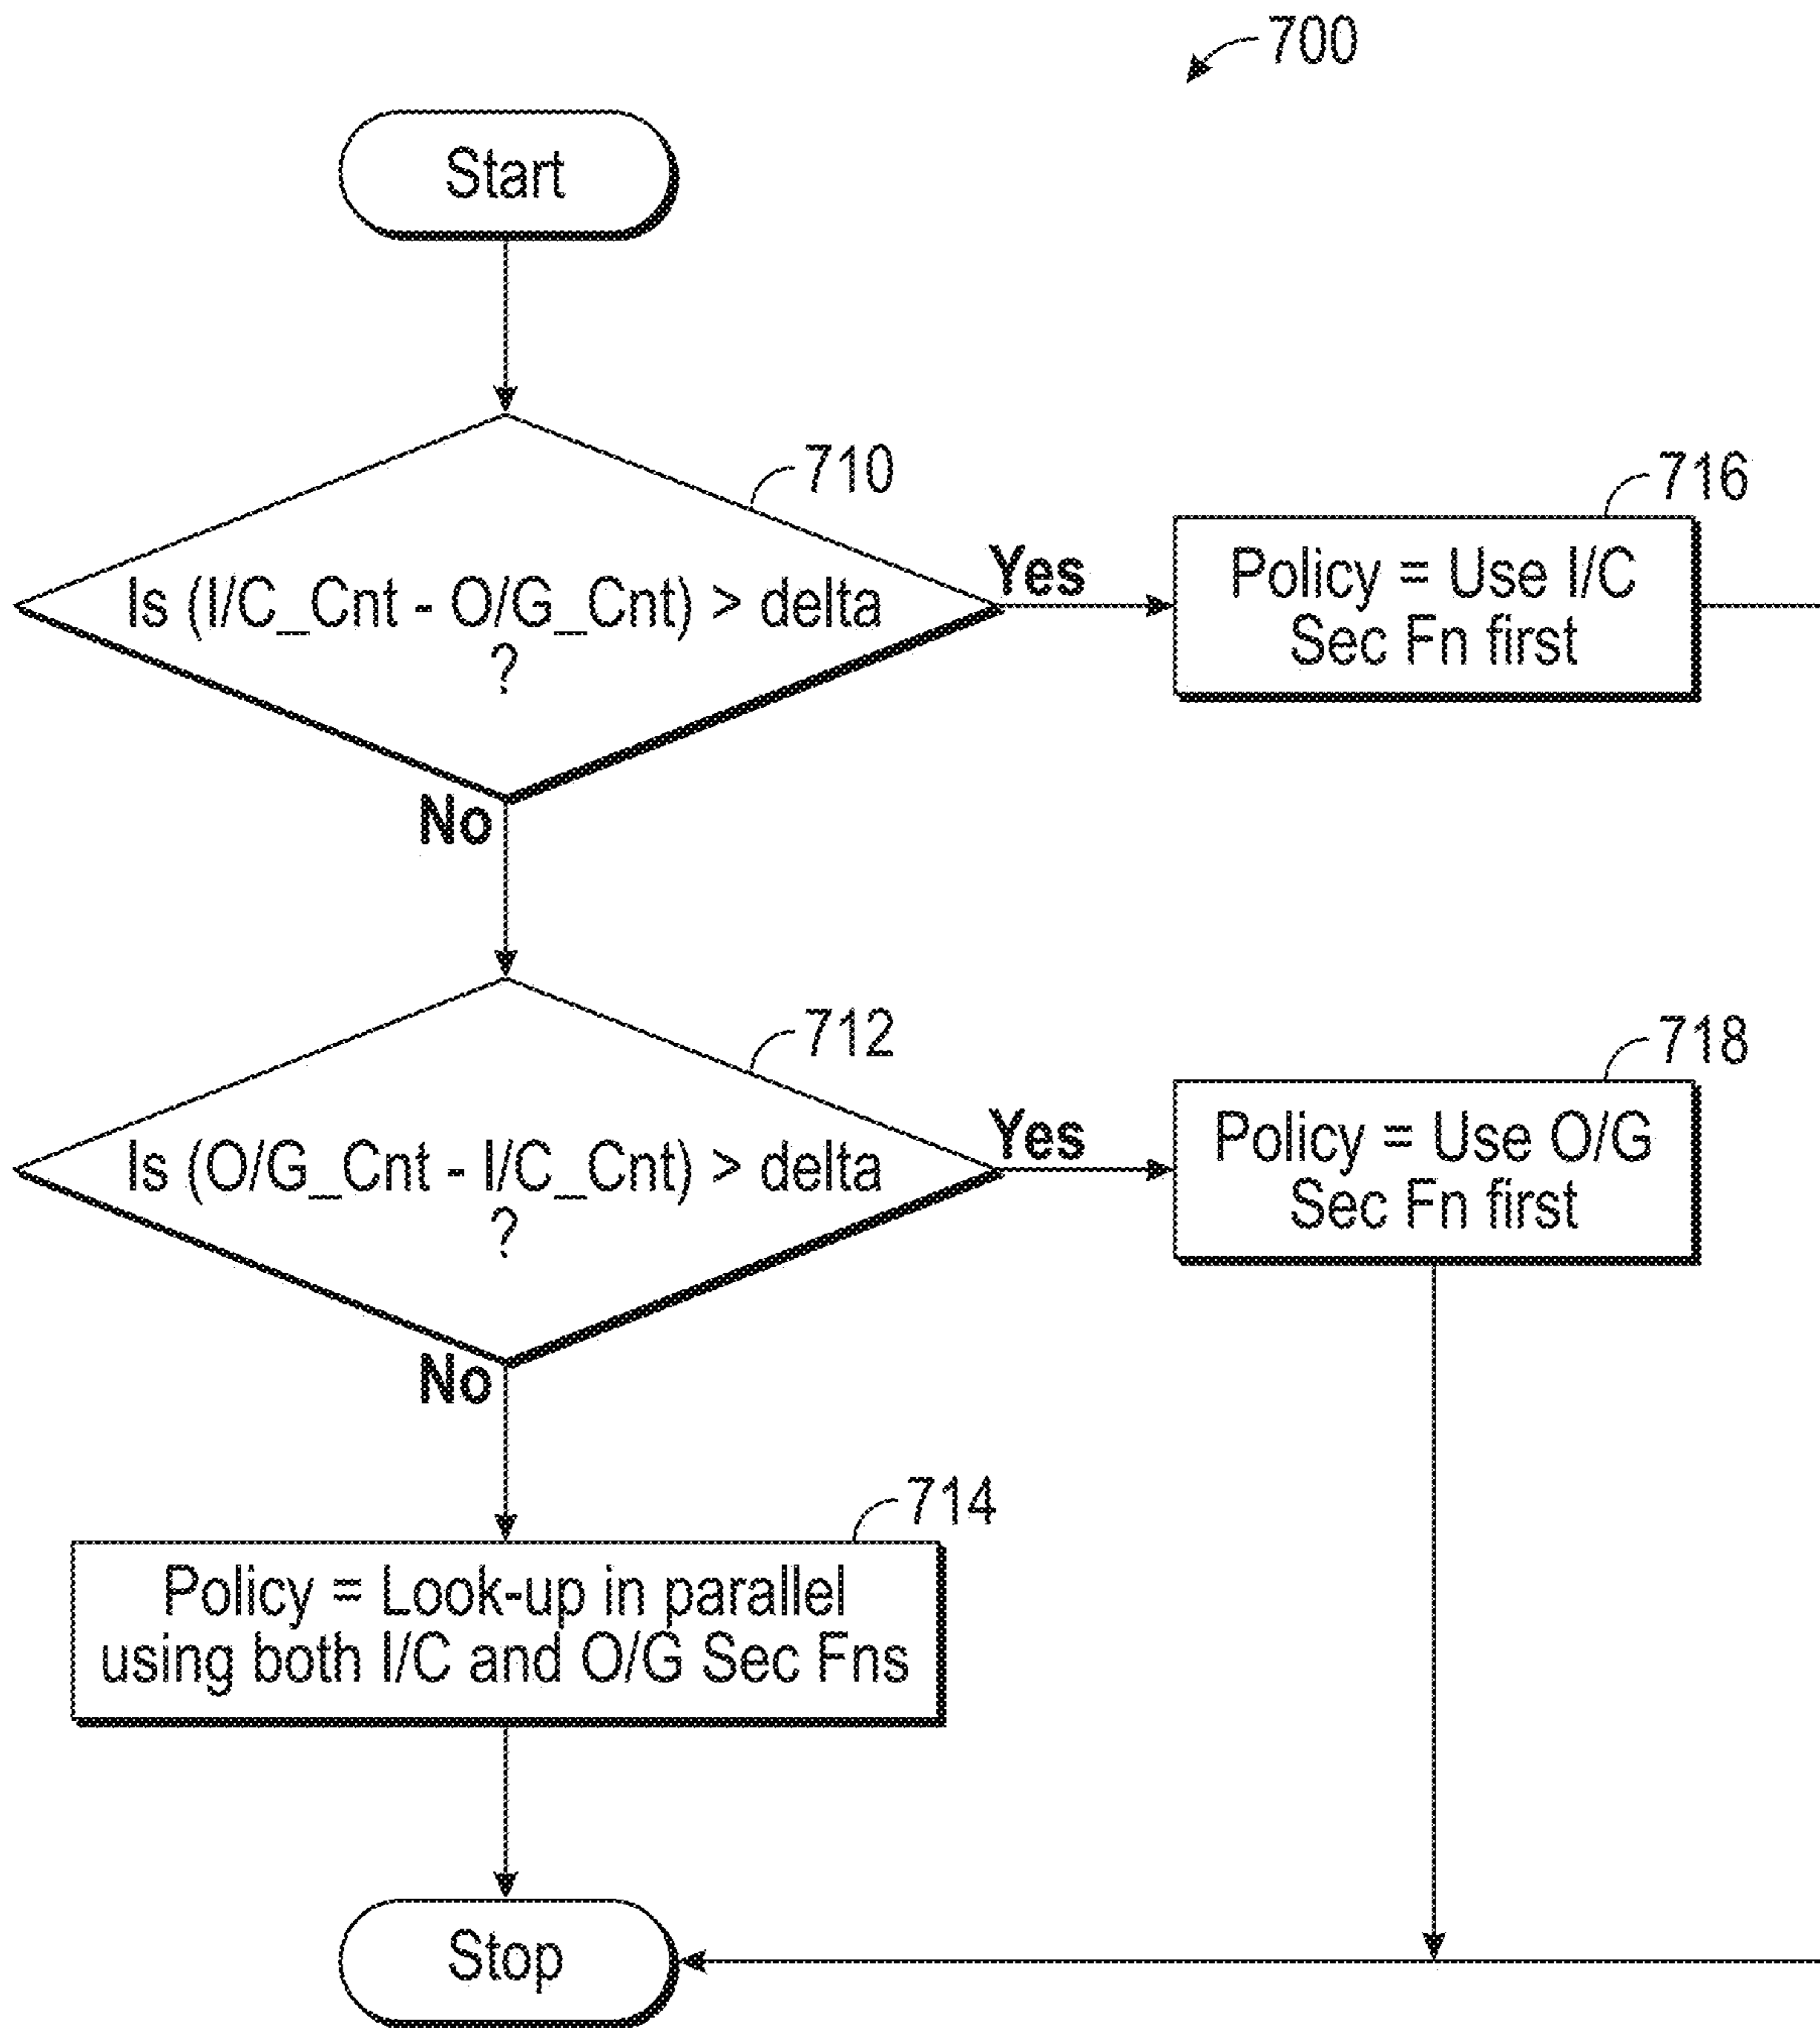 700
Start
710
Is (I/C_Cnt - O/G_Cnt) > delta
?
Yes
716
Policy = Use I/C
Sec Fn first
No
712
Is (O/G_Cnt - I/C_Cnt) > delta
?
Yes
718
Policy = Use O/G
Sec Fn first
No
714
Policy = Look-up in parallel
using both I/C and O/G Sec Fns
Stop